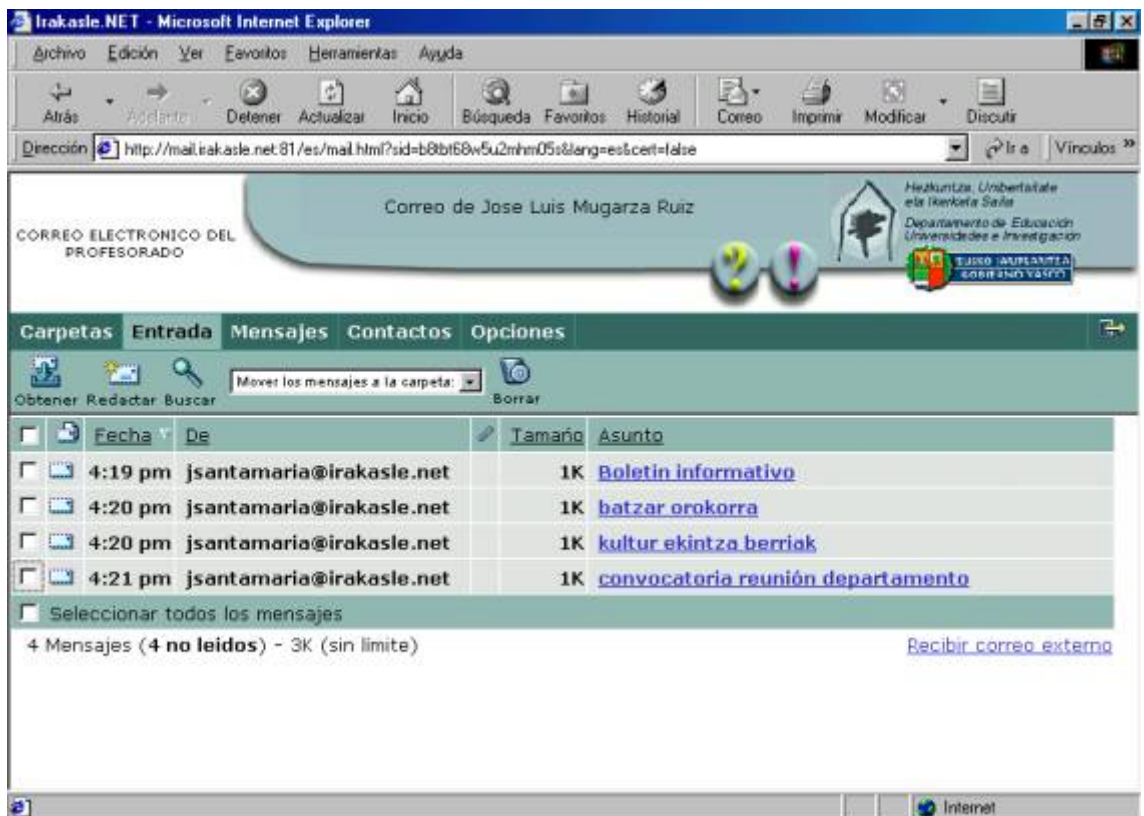 Irakasle.NET - Microsoft Internet Explorer
Archivo Edición Ver Favoritos Herramientas Ayuda
Atrás Adelante Detener Actualizar Inicio Búsqueda Favoritos Historial Correo Imprimir Modificar Discutir
Dirección http://mail.irakasle.net:81/es/mail.html?sid=b8tbt68w5u2mhm05s&lang=es&cert=false Ir a Vínculos »
Correo de Jose Luis Mugarza Ruiz
CORREO ELECTRONICO DEL
PROFESORADO
Hezkuntza, Unibertsitate
eta Ikerketa Saila
Departamento de Educación
Universidades e Investigación
EUSKO JAURLARITZA
GOBIERNO VASCO
Carpetas Entrada Mensajes Contactos Opciones
Obtener Redactar Buscar Mover los mensajes a la carpeta: Borrar
Fecha De Tamaño Asunto
4:19 pm jsantamaria@irakasle.net 1K Boletin informativo
4:20 pm jsantamaria@irakasle.net 1K batzar orokorra
4:20 pm jsantamaria@irakasle.net 1K kultur ekintza berriak
4:21 pm jsantamaria@irakasle.net 1K convocatoria reunión departamento
Seleccionar todos los mensajes
4 Mensajes (4 no leidos) - 3K (sin limite) Recibir correo externo
Internet